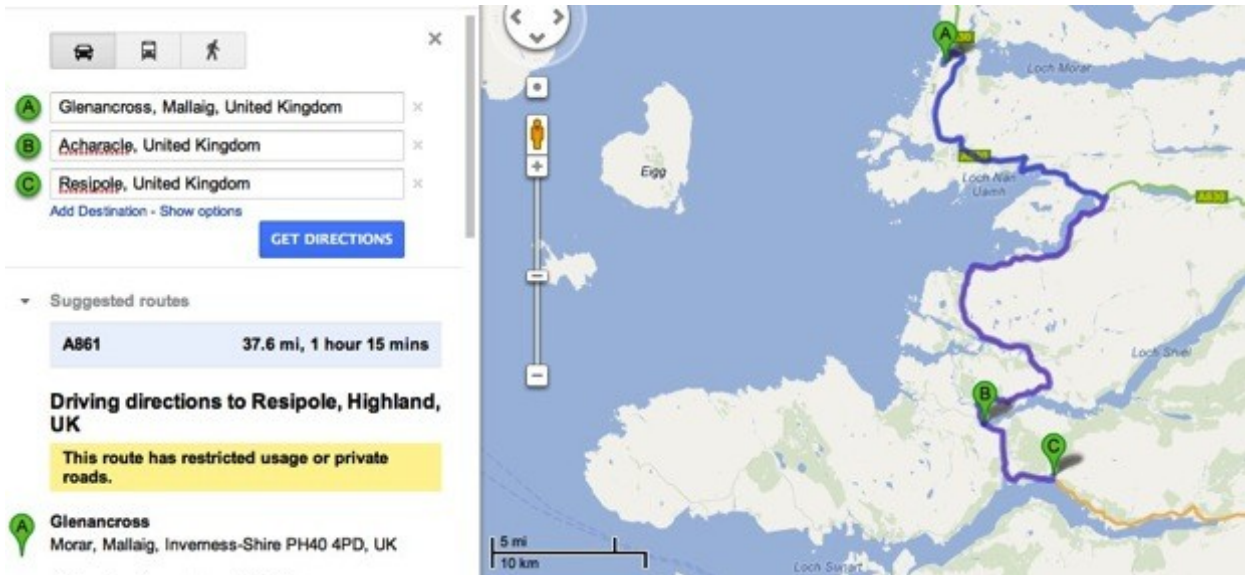 A Glenancross, Mallaig, United Kingdom
B Acharacle, United Kingdom
C Resipole, United Kingdom
Add Destination - Show options
GET DIRECTIONS
Suggested routes
A861 37.6 mi, 1 hour 15 mins
Driving directions to Resipole, Highland,
UK
This route has restricted usage or private
roads.
A Glenancross
Morar, Mallaig, Inverness-Shire PH40 4PD, UK
A
Loch Morar
Eigg
Loch Nan
Uamh
A830
Loch Shiel
B
C
5 mi
10 km
Loch Sunart